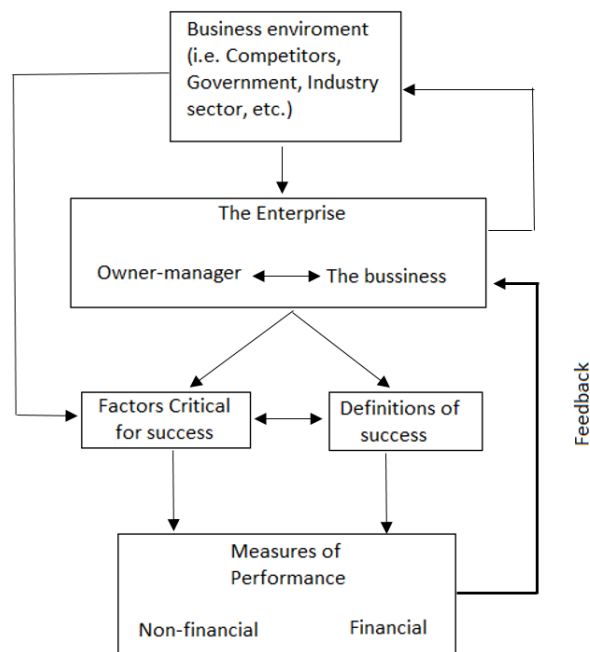 Business enviroment
(i.e. Competitors,
Government, Industry
sector, etc.)
The Enterprise
Owner-manager
The bussiness
Factors Critical
for success
Definitions of
success
Feedback
Measures of
Performance
Non-financial
Financial